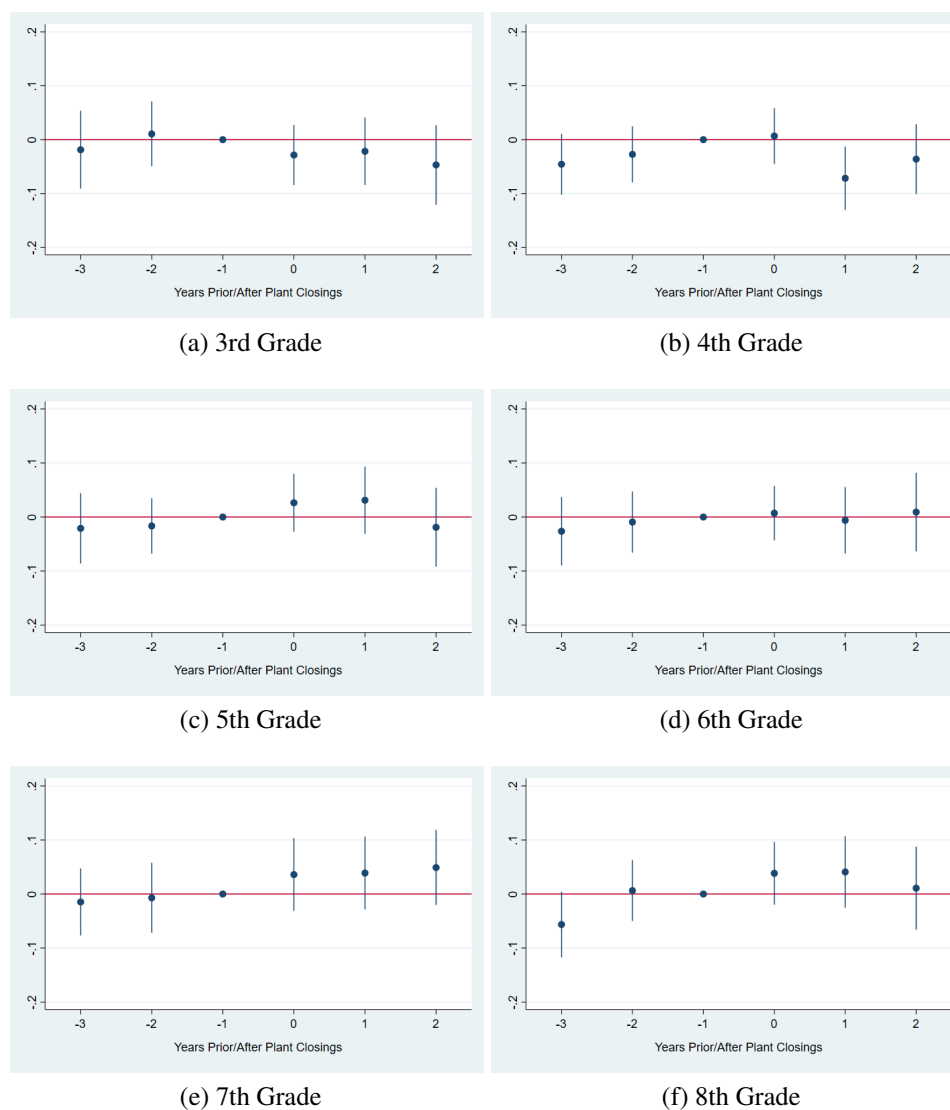 .2
.1
0
-.1
-.2
-3 -2 -1 0 1 2
Years Prior/After Plant Closings
(a) 3rd Grade
.2
.1
0
-.1
-.2
-3 -2 -1 0 1 2
Years Prior/After Plant Closings
(b) 4th Grade
.2
.1
0
-.1
-.2
-3 -2 -1 0 1 2
Years Prior/After Plant Closings
(c) 5th Grade
.2
.1
0
-.1
-.2
-3 -2 -1 0 1 2
Years Prior/After Plant Closings
(d) 6th Grade
.2
.1
0
-.1
-.2
-3 -2 -1 0 1 2
Years Prior/After Plant Closings
(e) 7th Grade
.2
.1
0
-.1
-.2
-3 -2 -1 0 1 2
Years Prior/After Plant Closings
(f) 8th Grade